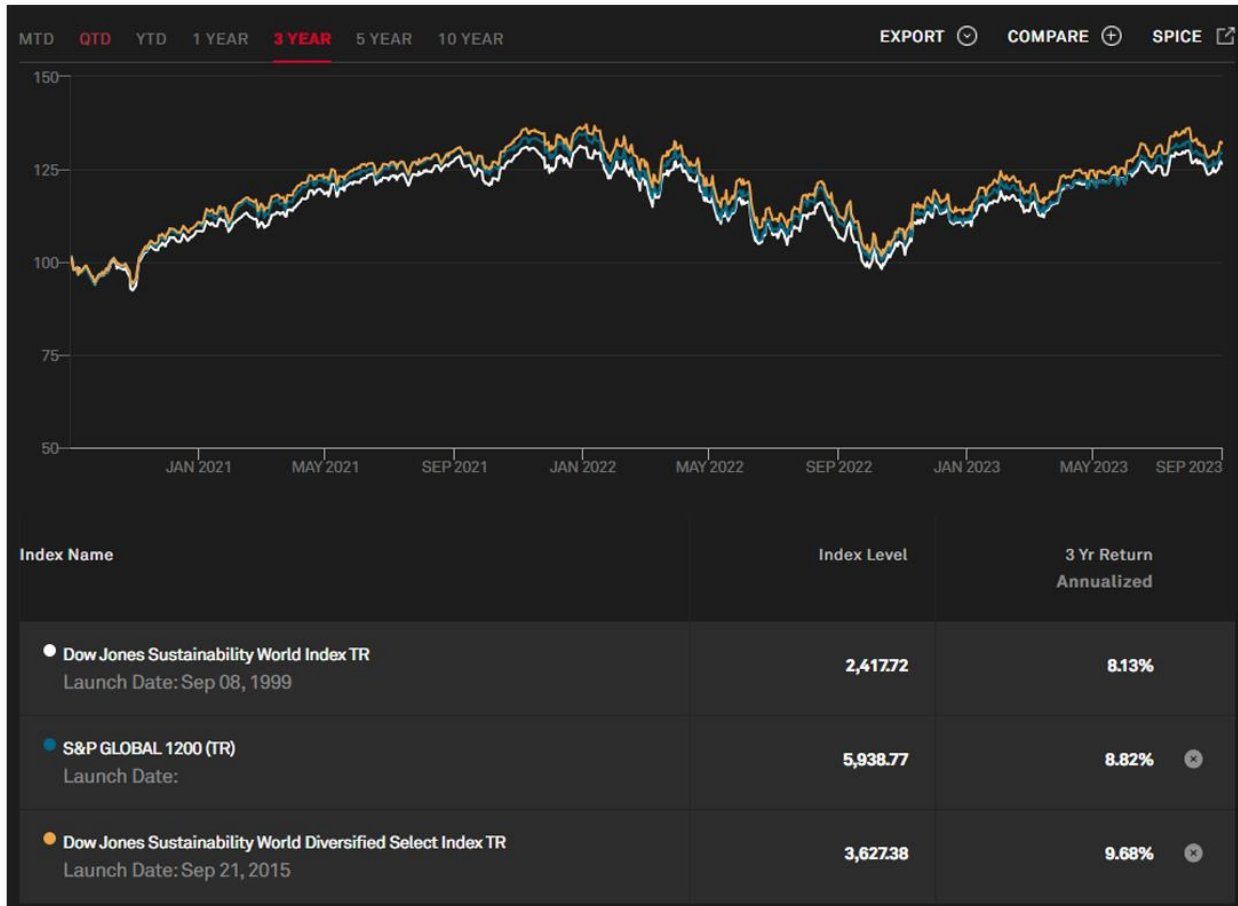 MTD QTD YTD 1 YEAR 3 YEAR 5 YEAR 10 YEAR EXPORT COMPARE SPICE
150
125
100
75
50
JAN 2021 MAY 2021 SEP 2021 JAN 2022 MAY 2022 SEP 2022 JAN 2023 MAY 2023 SEP 2023
Index Name Index Level 3 Yr Return
Annualized
Dow Jones Sustainability World Index TR 2,417.72 8.13%
Launch Date: Sep 08, 1999
S&P GLOBAL 1200 (TR) 5,938.77 8.82%
Launch Date:
Dow Jones Sustainability World Diversified Select Index TR 3,627.38 9.68%
Launch Date: Sep 21, 2015